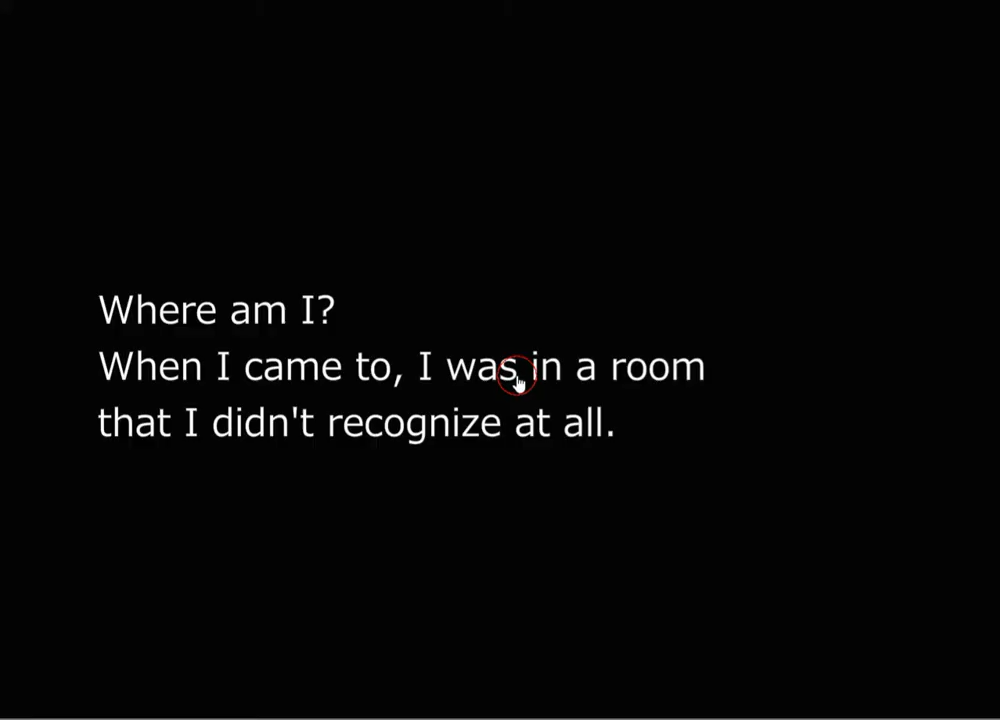 Where am I?
When I came to, I was in a room
that I didn't recognize at all.